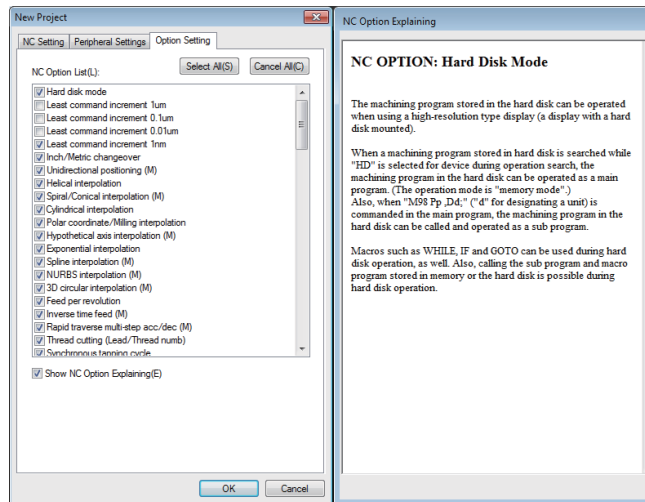 New Project
NC Setting
Peripheral Settings
Option Setting
NC Option List(L):
Select All(S)
Cancel All(C)
Hard disk mode
Least command increment 1um
Least command increment 0.1um
Least command increment 0.01um
Least command increment 1nm
Inch/Metric changeover
Unidirectional positioning (M)
Helical interpolation
Spiral/Conical interpolation (M)
Cylindrical interpolation
Polar coordinate/Milling interpolation
Hypothetical axis interpolation (M)
Exponential interpolation
Spline interpolation (M)
NURBS interpolation (M)
3D circular interpolation (M)
Feed per revolution
Inverse time feed (M)
Rapid traverse multi-step acc/dec (M)
Thread cutting (Lead/Thread numb)
Synchronous tapping cycle
Show NC Option Explaining(E)
OK
Cancel
NC Option Explaining
NC OPTION: Hard Disk Mode
The machining program stored in the hard disk can be operated
when using a high-resolution type display (a display with a hard
disk mounted).
When a machining program stored in hard disk is searched while
"HD" is selected for device during operation search, the
machining program in the hard disk can be operated as a main
program. (The operation mode is "memory mode".)
Also, when "M98 Pp ,Dd;" ("d" for designating a unit) is
commanded in the main program, the machining program in the
hard disk can be called and operated as a sub program.
Macros such as WHILE, IF and GOTO can be used during hard
disk operation, as well. Also, calling the sub program and macro
program stored in memory or the hard disk is possible during
hard disk operation.